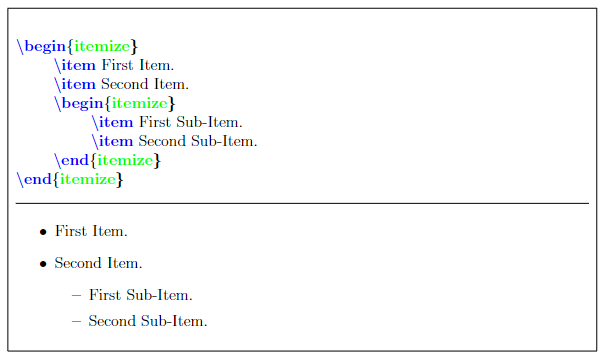 \begin{itemize}
\item First Item.
\item Second Item.
\begin{itemize}
\item First Sub-Item.
\item Second Sub-Item.
\end{itemize}
\end{itemize}
• First Item.
• Second Item.
– First Sub-Item.
– Second Sub-Item.